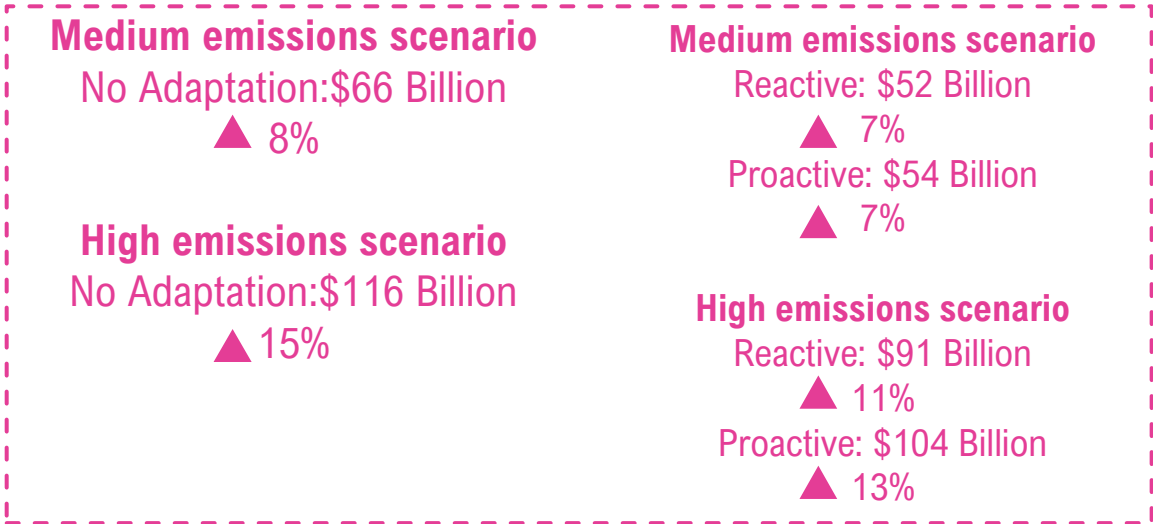 Medium emissions scenario
No Adaptation:$66 Billion
▲ 8%
High emissions scenario
No Adaptation:$116 Billion
▲ 15%
Medium emissions scenario
Reactive: $52 Billion
▲ 7%
Proactive: $54 Billion
▲ 7%
High emissions scenario
Reactive: $91 Billion
▲ 11%
Proactive: $104 Billion
▲ 13%